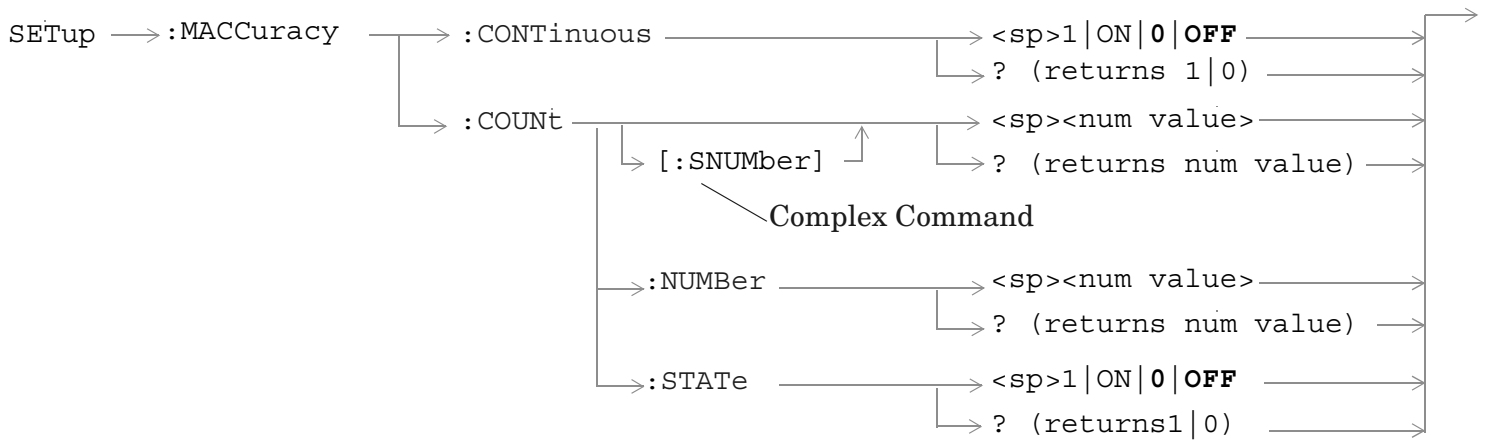 SETup :MACCuracy :CONTinuous <sp>1|ON|0|OFF
? (returns 1|0)
:COUNt <sp><num value>
[:SNUMber] ? (returns num value)
Complex Command
:NUMBer <sp><num value>
? (returns num value)
:STATe <sp>1|ON|0|OFF
? (returns1|0)